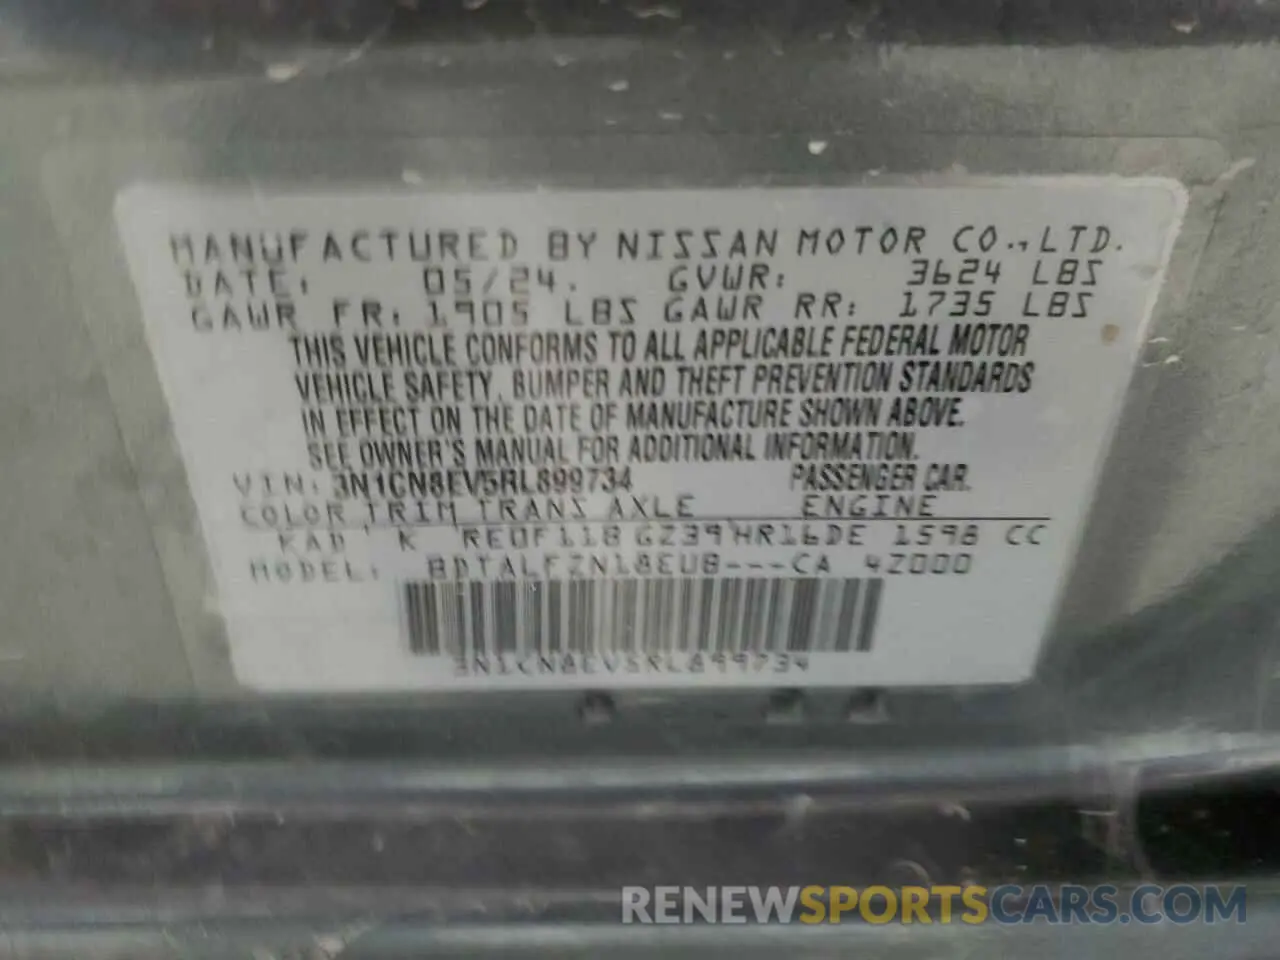 MANUFACTURED BY NISSAN MOTOR CO., LTD.
DATE: 05/24. GVWR: 3624 LBS
GAWR FR: 1905 LBS GAWR RR: 1735 LBS
THIS VEHICLE CONFORMS TO ALL APPLICABLE FEDERAL MOTOR
VEHICLE SAFETY, BUMPER AND THEFT PREVENTION STANDARDS
IN EFFECT ON THE DATE OF MANUFACTURE SHOWN ABOVE.
SEE OWNER'S MANUAL FOR ADDITIONAL INFORMATION.
VIN: 3N1CN8EV5RL899734 PASSENGER CAR.
COLOR TRIM TRANS AXLE ENGINE
KAD K RE0F11B GZ39 HR16DE 1598 CC
MODEL: BDTALFZN18EUB---CA 4Z000
3N1CN8EV5RL899734
RENEWSPORTSCARS.COM